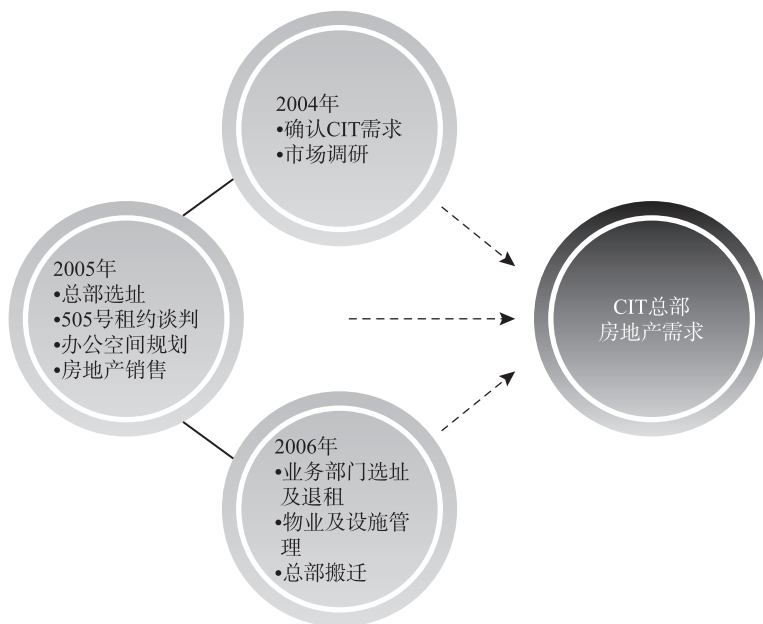 2004年
•确认CIT需求
•市场调研
2005年
•总部选址
•505号租约谈判
•办公空间规划
•房地产销售
2006年
•业务部门选址
及退租
•物业及设施管
理
•总部搬迁
CIT总部
房地产需求